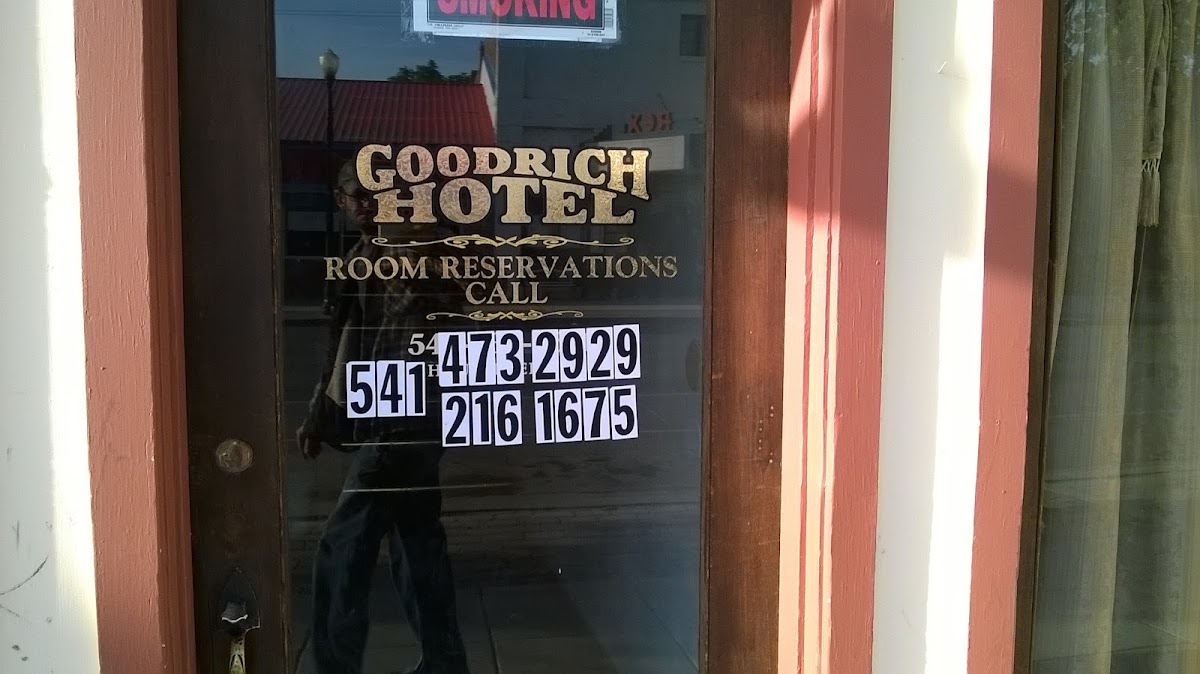 SMOKING
GOODRICH
HOTEL
ROOM RESERVATIONS
CALL
541 473 2929
216 1675